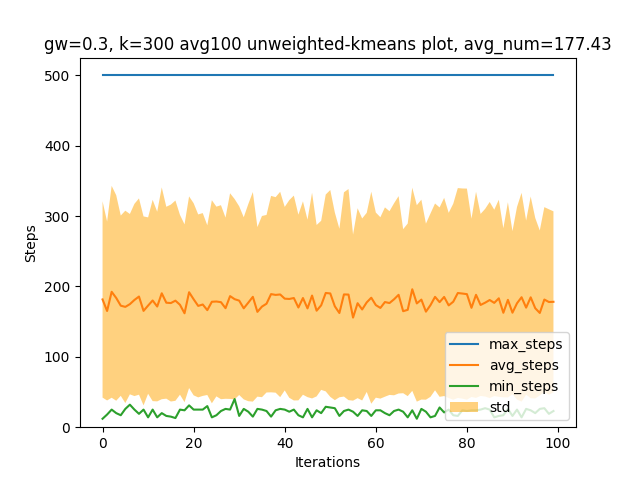 gw=0.3, k=300 avg100 unweighted-kmeans plot, avg_num=177.43
500
400
300
200
100
0
Steps
max_steps
avg_steps
min_steps
std
0 20 40 60 80 100
Iterations